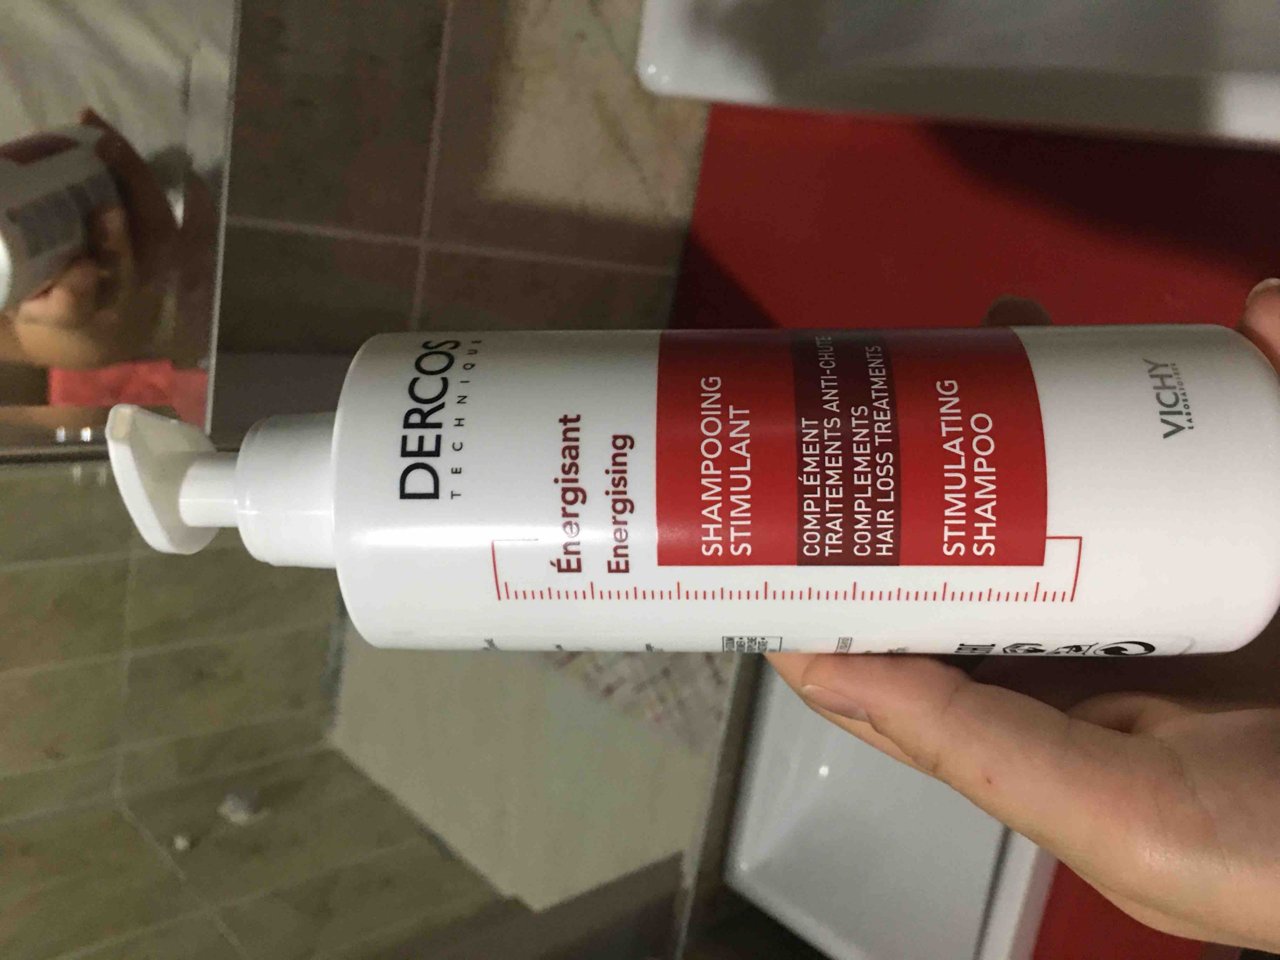 DERCOS
TECHNIQUE
Énergisant
Energising
SHAMPOOING
STIMULANT
COMPLÉMENT
TRAITEMENTS ANTI-CHUTE
COMPLEMENTS
HAIR LOSS TREATMENTS
STIMULATING
SHAMPOO
VICHY
LABORATOIRES